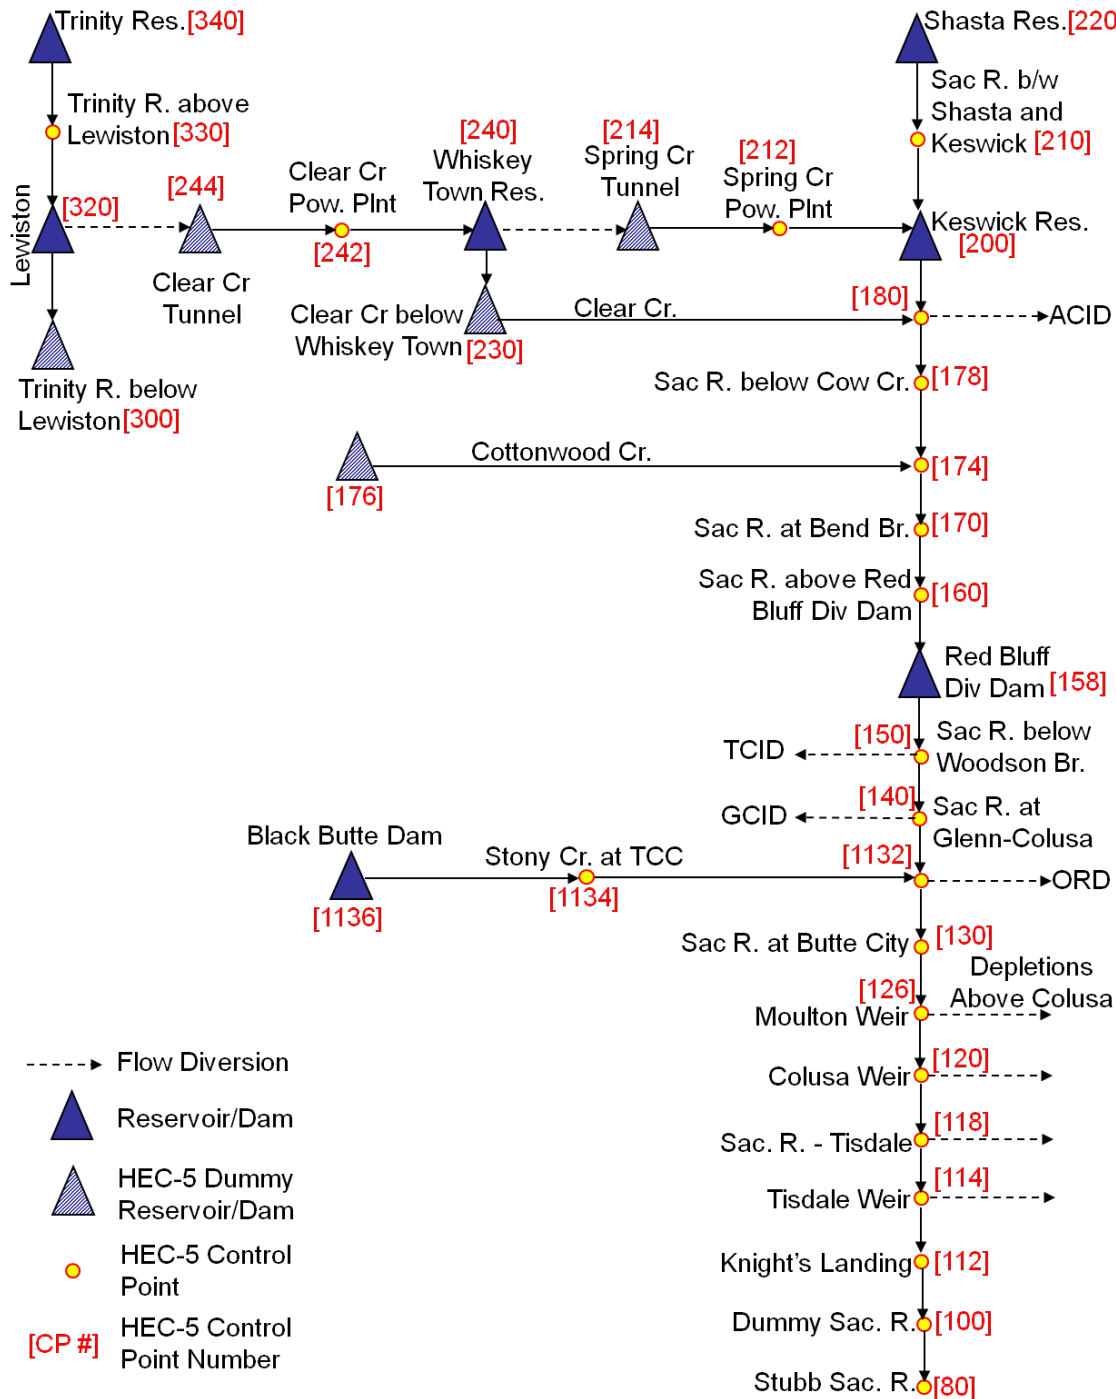 Trinity Res.[340]
Shasta Res.[220]
Trinity R. above
Lewiston[330]
Sac R. b/w
Shasta and
Keswick [210]
[244]
[320]
Lewiston
Clear Cr
Tunnel
Clear Cr
Pow. Plnt
[242]
[240]
Whiskey
Town Res.
[214]
Spring Cr
Tunnel
[212]
Spring Cr
Pow. Plnt
Keswick Res.
[200]
Trinity R. below
Lewiston[300]
Clear Cr below
Whiskey Town [230]
Clear Cr.
[180]
ACID
Sac R. below Cow Cr. [178]
Cottonwood Cr.
[176]
[174]
Sac R. at Bend Br. [170]
Sac R. above Red
Bluff Div Dam
[160]
Red Bluff
Div Dam [158]
TCID
[150]
Sac R. below
Woodson Br.
GCID
[140]
Sac R. at
Glenn-Colusa
Black Butte Dam
[1136]
Stony Cr. at TCC
[1134]
[1132]
ORD
Sac R. at Butte City [130]
Depletions
Above Colusa
[126]
Moulton Weir
Colusa Weir [120]
Sac. R. - Tisdale [118]
Tisdale Weir [114]
Knight's Landing [112]
Dummy Sac. R. [100]
Stubb Sac. R. [80]
Flow Diversion
Reservoir/Dam
HEC-5 Dummy
Reservoir/Dam
HEC-5 Control
Point
[CP #]
HEC-5 Control
Point Number